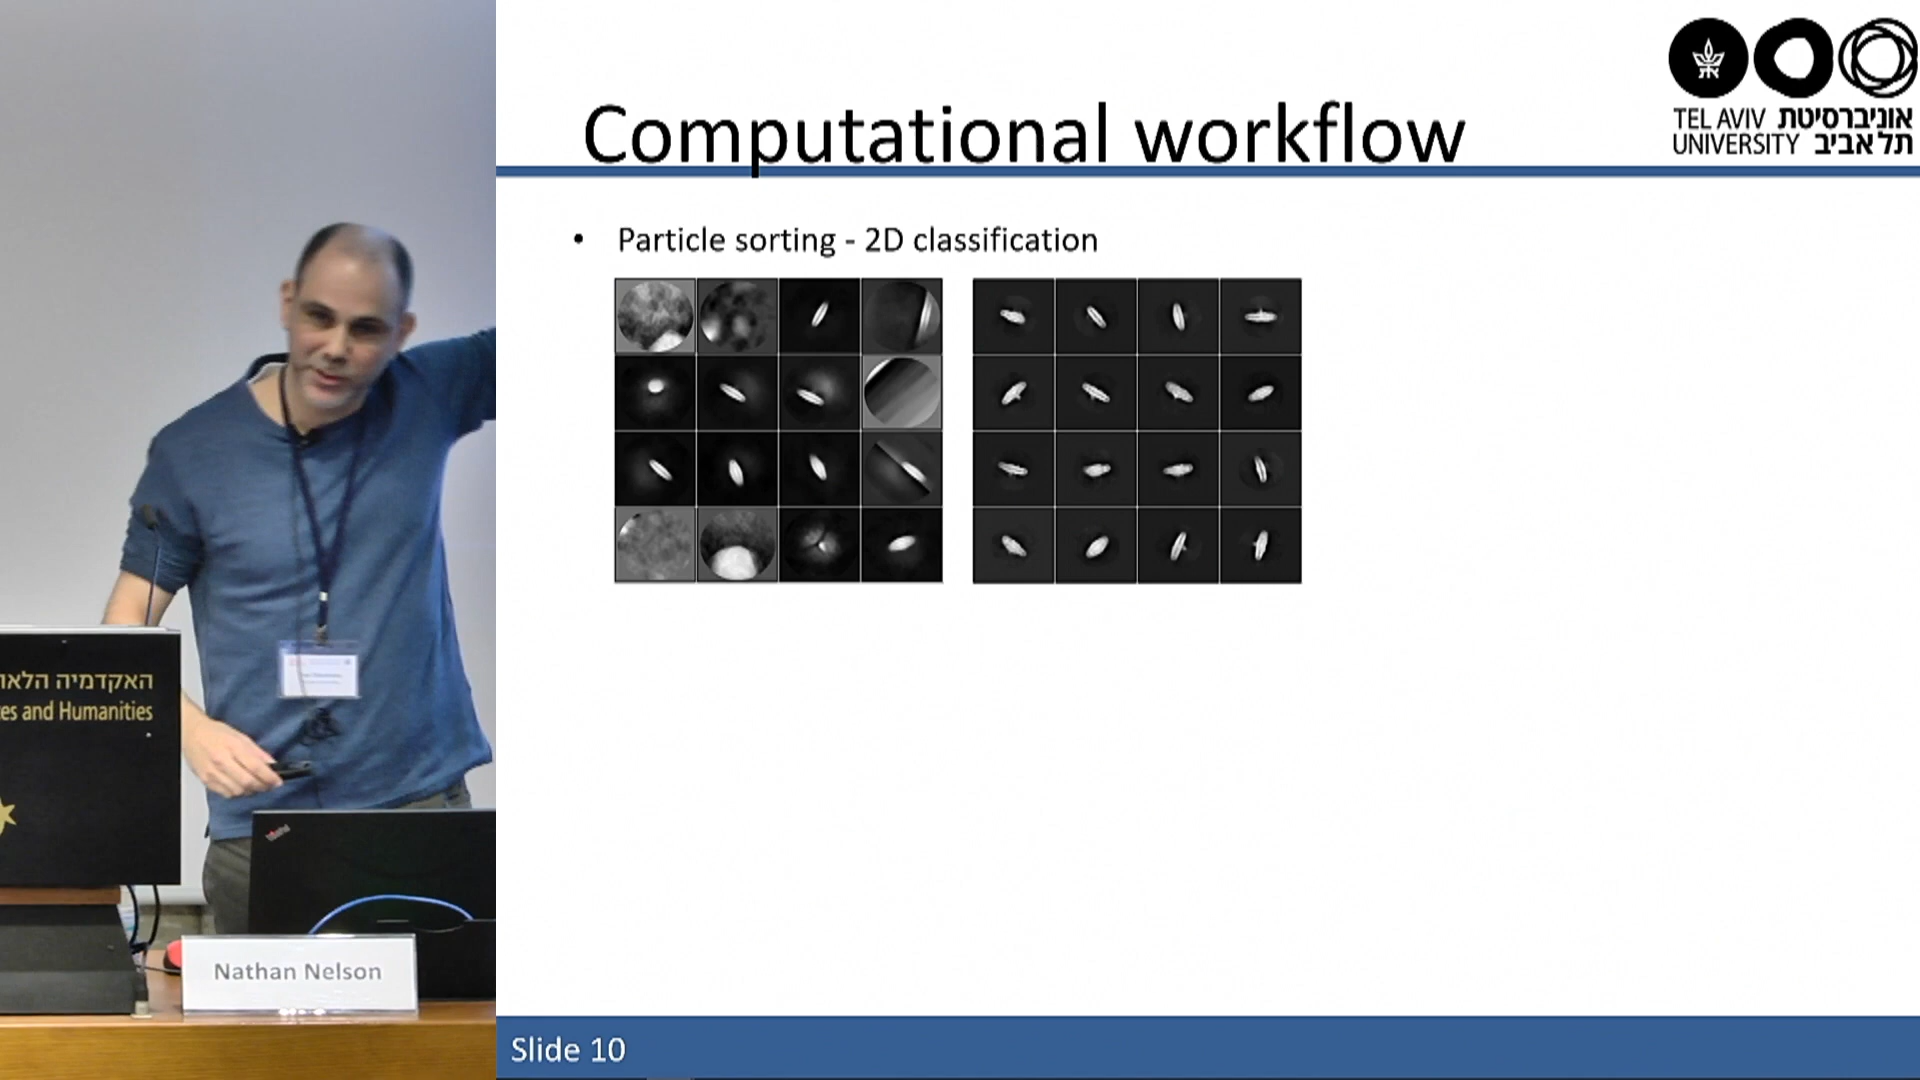 Computational workflow
TEL AVIV אוניברסיטת
UNIVERSITY תל אביב
• Particle sorting - 2D classification
האקדמיה הלאו
es and Humanities
Nathan Nelson
Slide 10